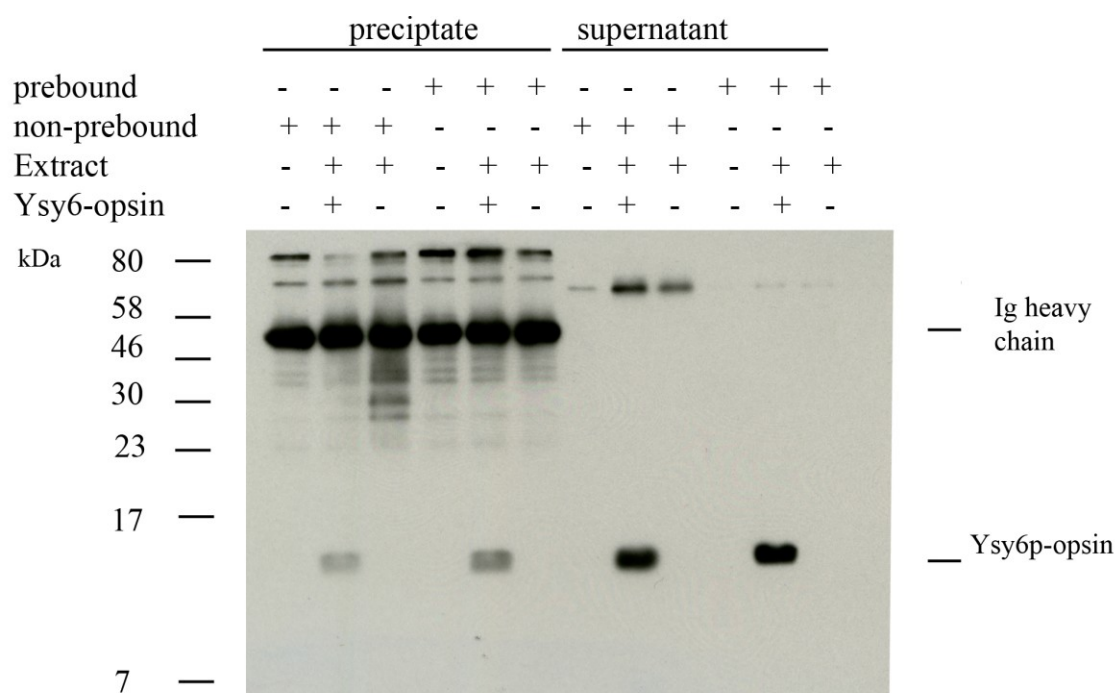 preciptate supernatant
prebound - - - + + + - - - + + +
non-prebound + + + - - - + + + - - -
Extract - + + - + + - + + - + +
Ysy6-opsin - + - - + - - + - - + -
kDa 80
58
Ig heavy
chain
46
30
23
17
Ysy6p-opsin
7